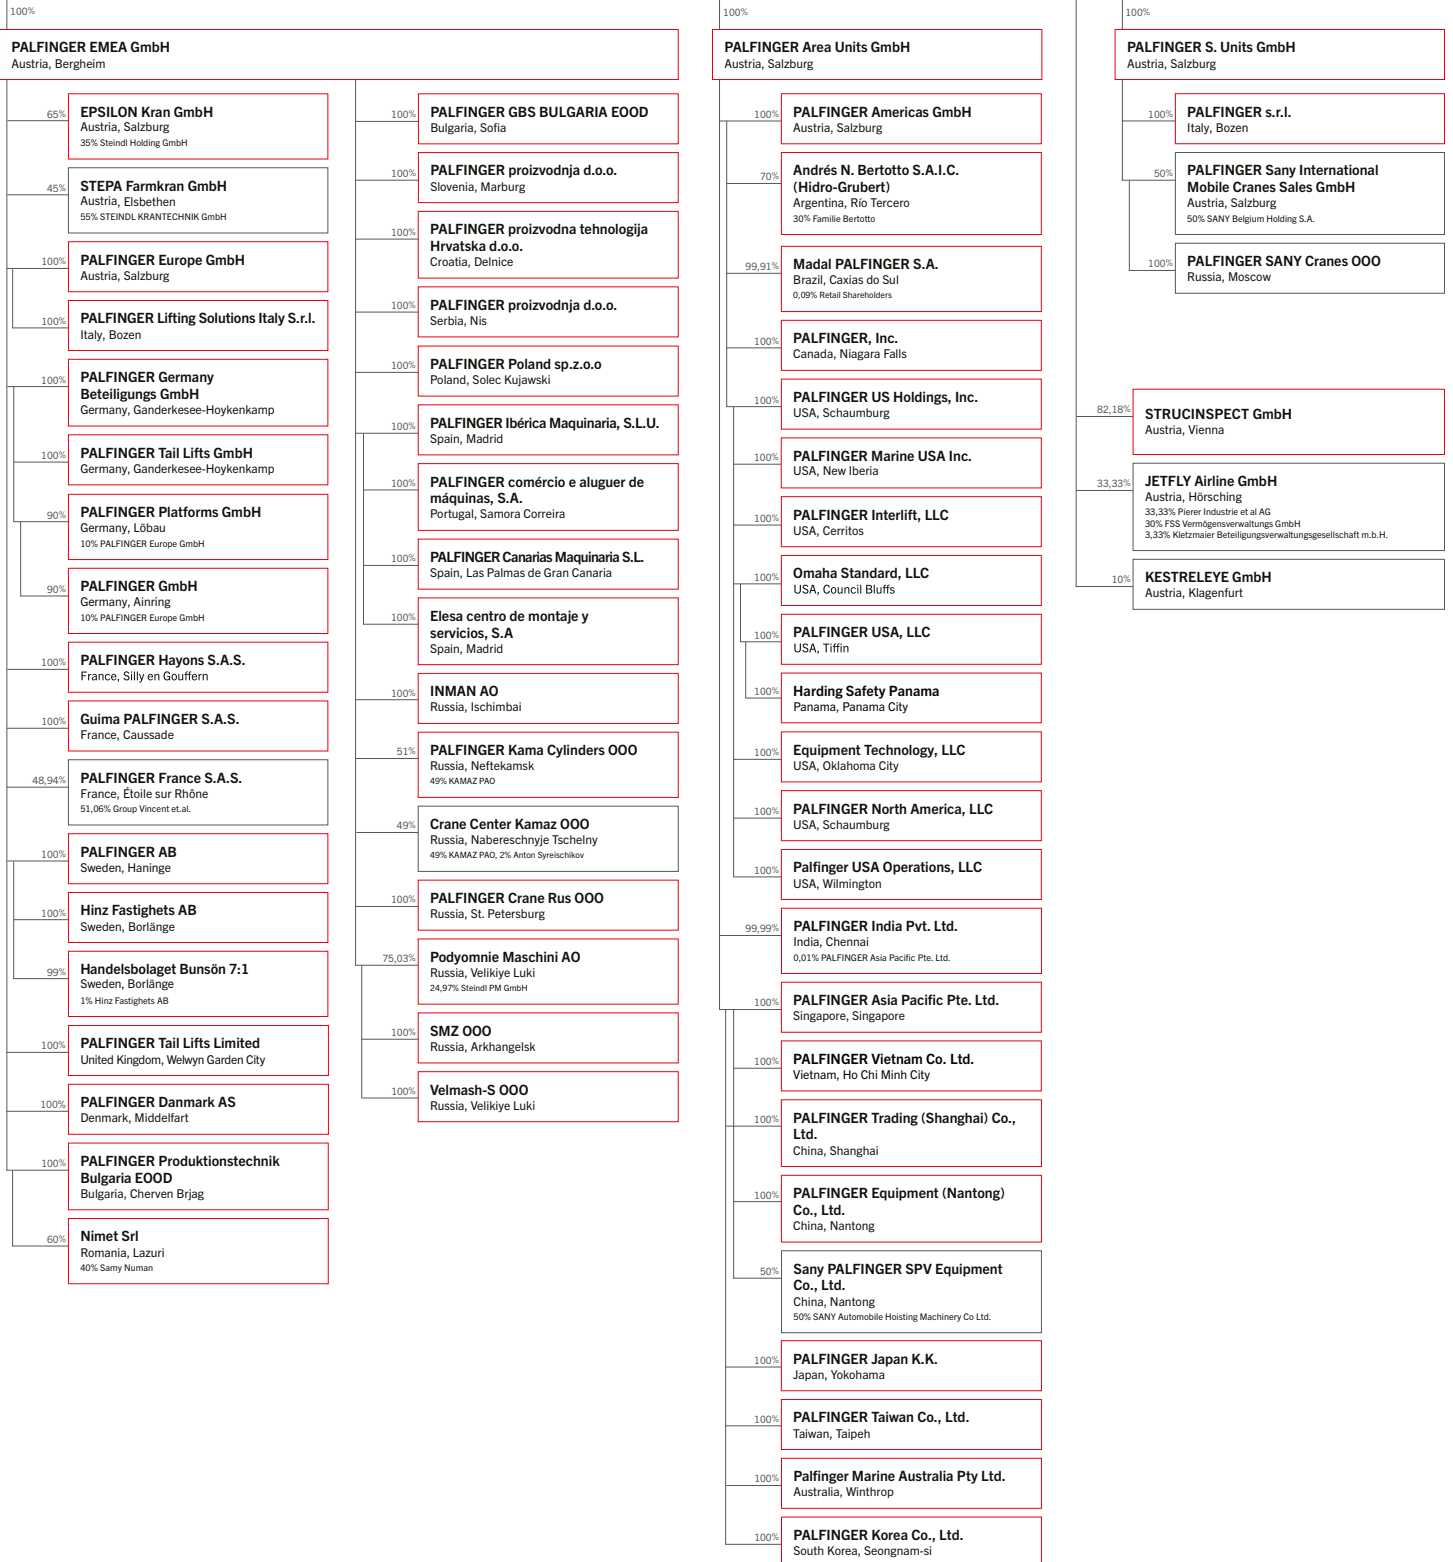 100%
PALFINGER EMEA GmbH
Austria, Bergheim
65%
EPSILON Kran GmbH
Austria, Salzburg
35% Steindl Holding GmbH
45%
STEPA Farmkran GmbH
Austria, Elsbethen
55% STEINDL KRANTECHNIK GmbH
100%
PALFINGER Europe GmbH
Austria, Salzburg
100%
PALFINGER Lifting Solutions Italy S.r.l.
Italy, Bozen
100%
PALFINGER Germany
Beteiligungs GmbH
Germany, Ganderkesee-Hoykenkamp
100%
PALFINGER Tail Lifts GmbH
Germany, Ganderkesee-Hoykenkamp
90%
PALFINGER Platforms GmbH
Germany, Löbau
10% PALFINGER Europe GmbH
90%
PALFINGER GmbH
Germany, Ainring
10% PALFINGER Europe GmbH
100%
PALFINGER Hayons S.A.S.
France, Silly en Gouffern
100%
Guima PALFINGER S.A.S.
France, Caussade
48,94%
PALFINGER France S.A.S.
France, Étoile sur Rhône
51,06% Group Vincent et.al.
100%
PALFINGER AB
Sweden, Haninge
100%
Hinz Fastighets AB
Sweden, Borlänge
99%
Handelsbolaget Bunsön 7:1
Sweden, Borlänge
1% Hinz Fastighets AB
100%
PALFINGER Tail Lifts Limited
United Kingdom, Welwyn Garden City
100%
PALFINGER Danmark AS
Denmark, Middelfart
100%
PALFINGER Produktionstechnik
Bulgaria EOOD
Bulgaria, Cherven Brjag
60%
Nimet Srl
Romania, Lazuri
40% Samy Numan
100%
PALFINGER GBS BULGARIA EOOD
Bulgaria, Sofia
100%
PALFINGER proizvodnja d.o.o.
Slovenia, Marburg
100%
PALFINGER proizvodna tehnologija
Hrvatska d.o.o.
Croatia, Delnice
100%
PALFINGER proizvodnja d.o.o.
Serbia, Nis
100%
PALFINGER Poland sp.z.o.o
Poland, Solec Kujawski
100%
PALFINGER Ibérica Maquinaria, S.L.U.
Spain, Madrid
100%
PALFINGER comércio e aluguer de
máquinas, S.A.
Portugal, Samora Correira
100%
PALFINGER Canarias Maquinaria S.L.
Spain, Las Palmas de Gran Canaria
100%
Elesa centro de montaje y
servicios, S.A
Spain, Madrid
100%
INMAN AO
Russia, Ischimbai
51%
PALFINGER Kama Cylinders OOO
Russia, Neftekamsk
49% KAMAZ PAO
49%
Crane Center Kamaz OOO
Russia, Nabereschnyje Tschelny
49% KAMAZ PAO, 2% Anton Syreischikov
100%
PALFINGER Crane Rus OOO
Russia, St. Petersburg
75,03%
Podyomnie Maschini AO
Russia, Velikiye Luki
24,97% Steindl PM GmbH
100%
SMZ OOO
Russia, Arkhangelsk
100%
Velmash-S OOO
Russia, Velikiye Luki
100%
PALFINGER Area Units GmbH
Austria, Salzburg
100%
PALFINGER Americas GmbH
Austria, Salzburg
70%
Andrés N. Bertotto S.A.I.C.
(Hidro-Grubert)
Argentina, Río Tercero
30% Familie Bertotto
99,91%
Madal PALFINGER S.A.
Brazil, Caxias do Sul
0,09% Retail Shareholders
100%
PALFINGER, Inc.
Canada, Niagara Falls
100%
PALFINGER US Holdings, Inc.
USA, Schaumburg
100%
PALFINGER Marine USA Inc.
USA, New Iberia
100%
PALFINGER Interlift, LLC
USA, Cerritos
100%
Omaha Standard, LLC
USA, Council Bluffs
100%
PALFINGER USA, LLC
USA, Tiffin
100%
Harding Safety Panama
Panama, Panama City
100%
Equipment Technology, LLC
USA, Oklahoma City
100%
PALFINGER North America, LLC
USA, Schaumburg
100%
Palfinger USA Operations, LLC
USA, Wilmington
99,99%
PALFINGER India Pvt. Ltd.
India, Chennai
0,01% PALFINGER Asia Pacific Pte. Ltd.
100%
PALFINGER Asia Pacific Pte. Ltd.
Singapore, Singapore
100%
PALFINGER Vietnam Co. Ltd.
Vietnam, Ho Chi Minh City
100%
PALFINGER Trading (Shanghai) Co.,
Ltd.
China, Shanghai
100%
PALFINGER Equipment (Nantong)
Co., Ltd.
China, Nantong
50%
Sany PALFINGER SPV Equipment
Co., Ltd.
China, Nantong
50% SANY Automobile Hoisting Machinery Co Ltd.
100%
PALFINGER Japan K.K.
Japan, Yokohama
100%
PALFINGER Taiwan Co., Ltd.
Taiwan, Taipeh
100%
Palfinger Marine Australia Pty Ltd.
Australia, Winthrop
100%
PALFINGER Korea Co., Ltd.
South Korea, Seongnam-si
100%
PALFINGER S. Units GmbH
Austria, Salzburg
100%
PALFINGER s.r.l.
Italy, Bozen
50%
PALFINGER Sany International
Mobile Cranes Sales GmbH
Austria, Salzburg
50% SANY Belgium Holding S.A.
100%
PALFINGER SANY Cranes OOO
Russia, Moscow
82,18%
STRUCINSPECT GmbH
Austria, Vienna
33,33%
JETFLY Airline GmbH
Austria, Hörsching
33,33% Pierer Industrie et al AG
30% FSS Vermögensverwaltungs GmbH
3,33% Kletzmaier Beteiligungsverwaltungsgesellschaft m.b.H.
10%
KESTRELEYE GmbH
Austria, Klagenfurt